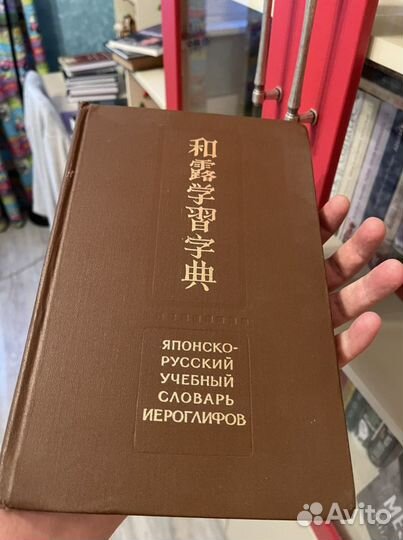 和露学習字典
ЯПОНСКО-
РУССКИЙ
УЧЕБНЫЙ
СЛОВАРЬ
ИЕРОГЛИФОВ
Avito